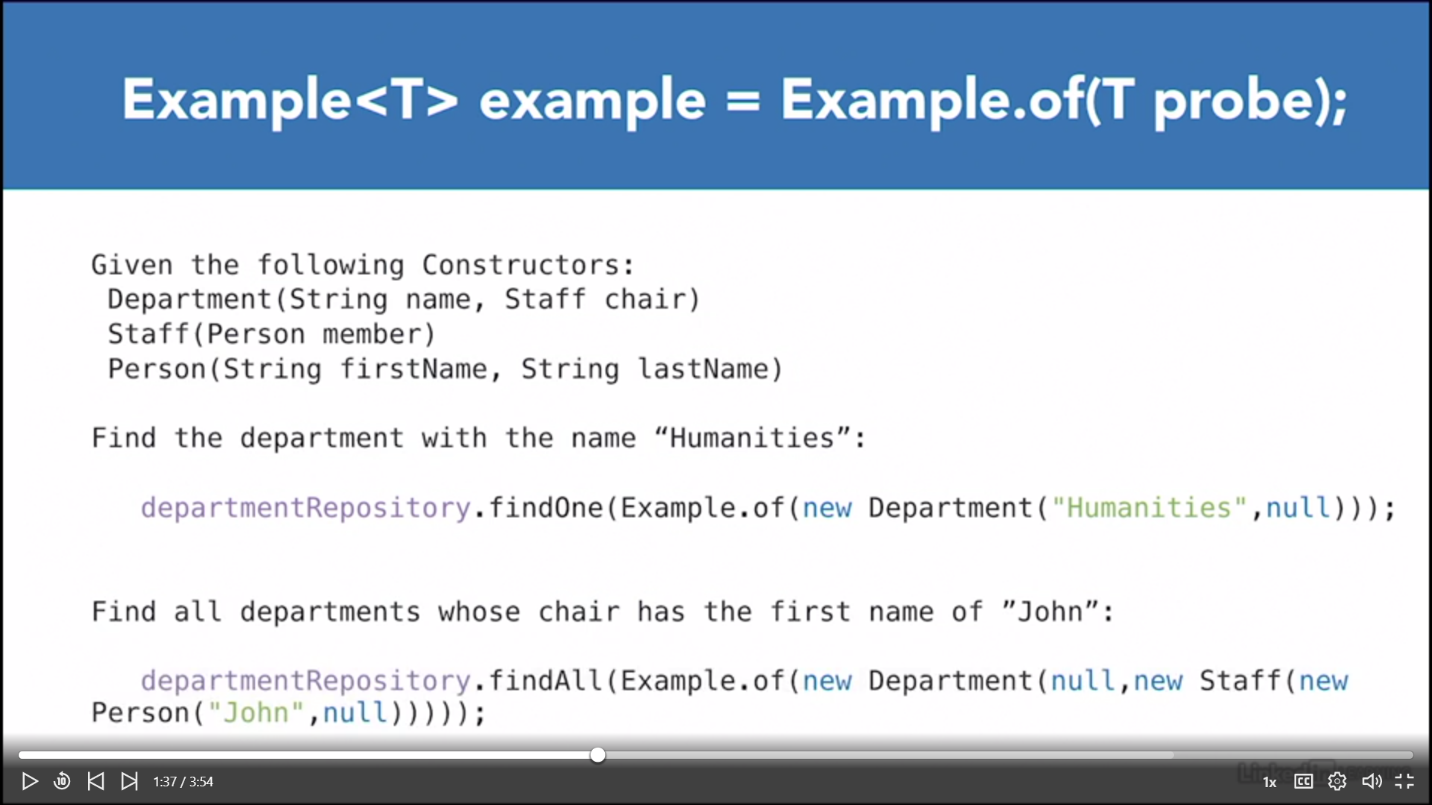 Example<T> example = Example.of(T probe);
Given the following Constructors:
Department(String name, Staff chair)
Staff(Person member)
Person(String firstName, String lastName)
Find the department with the name “Humanities”:
departmentRepository.findOne(Example.of(new Department("Humanities",null)));
Find all departments whose chair has the first name of ”John”:
departmentRepository.findAll(Example.of(new Department(null,new Staff(new
Person("John",null)))));
10 1:37 / 3:54 1x CC